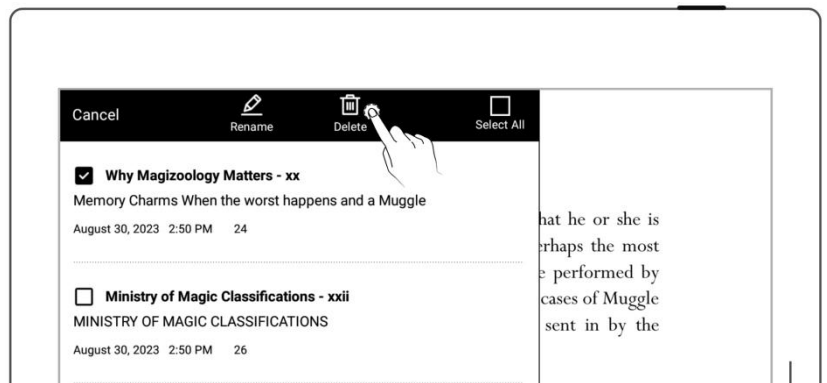 Cancel
Rename
Delete
Select All
Why Magizoology Matters - xx
Memory Charms When the worst happens and a Muggle
August 30, 2023 2:50 PM 24
Ministry of Magic Classifications - xxii
MINISTRY OF MAGIC CLASSIFICATIONS
August 30, 2023 2:50 PM 26
he or she is
the most
performed by
cases of Muggle
sent in by the